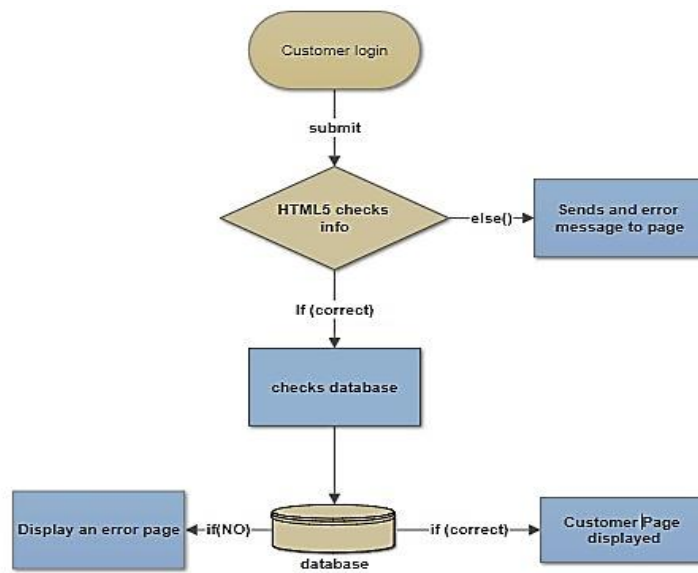 Customer login
submit
HTML5 checks
info
else()
Sends and error
message to page
If (correct)
checks database
Display an error page
if(NO)
database
if (correct)
Customer Page
displayed